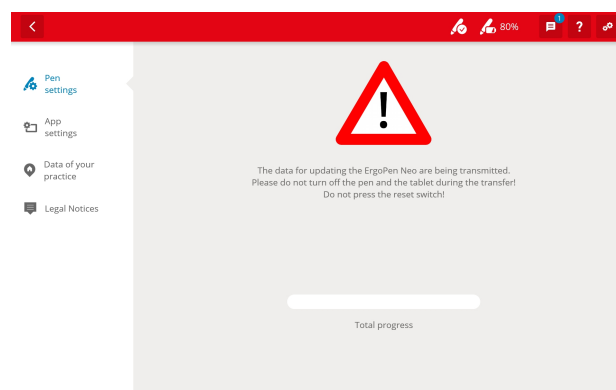 80%
1
?
Pen
settings
App
settings
Data of your
practice
Legal Notices
!
The data for updating the ErgoPen Neo are being transmitted.
Please do not turn off the pen and the tablet during the transfer!
Do not press the reset switch!
Total progress